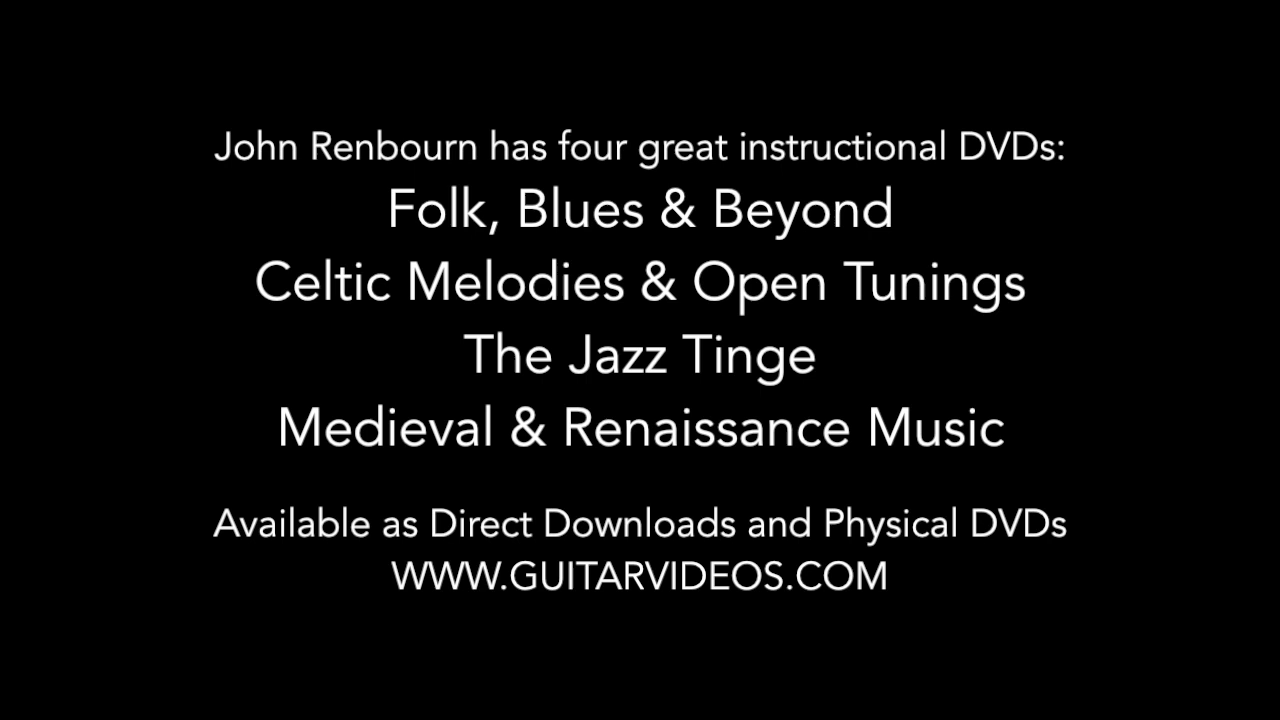 John Renbourn has four great instructional DVDs:
Folk, Blues & Beyond
Celtic Melodies & Open Tunings
The Jazz Tinge
Medieval & Renaissance Music
Available as Direct Downloads and Physical DVDs
WWW.GUITARVIDEOS.COM